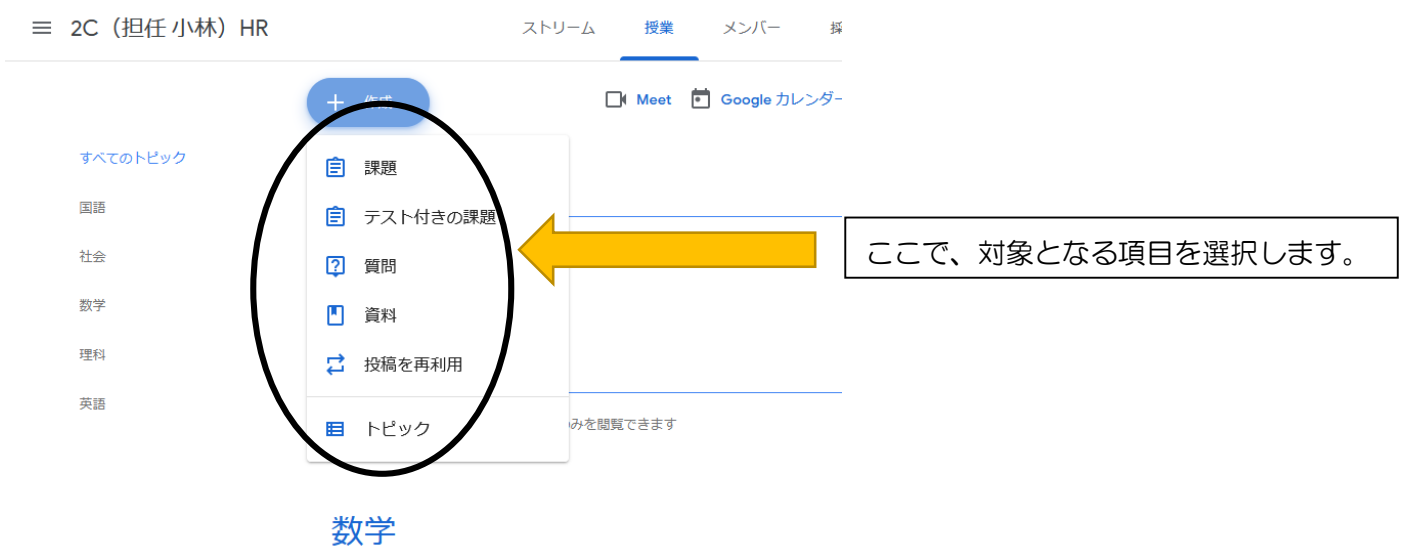 2C（担任 小林）HR
ストリーム
授業
メンバー
Meet
Google カレンダー
すべてのトピック
国語
社会
数学
理科
英語
課題
テスト付きの課題
質問
資料
投稿を再利用
トピック
ここで、対象となる項目を選択します。
みを閲覧できます
数学